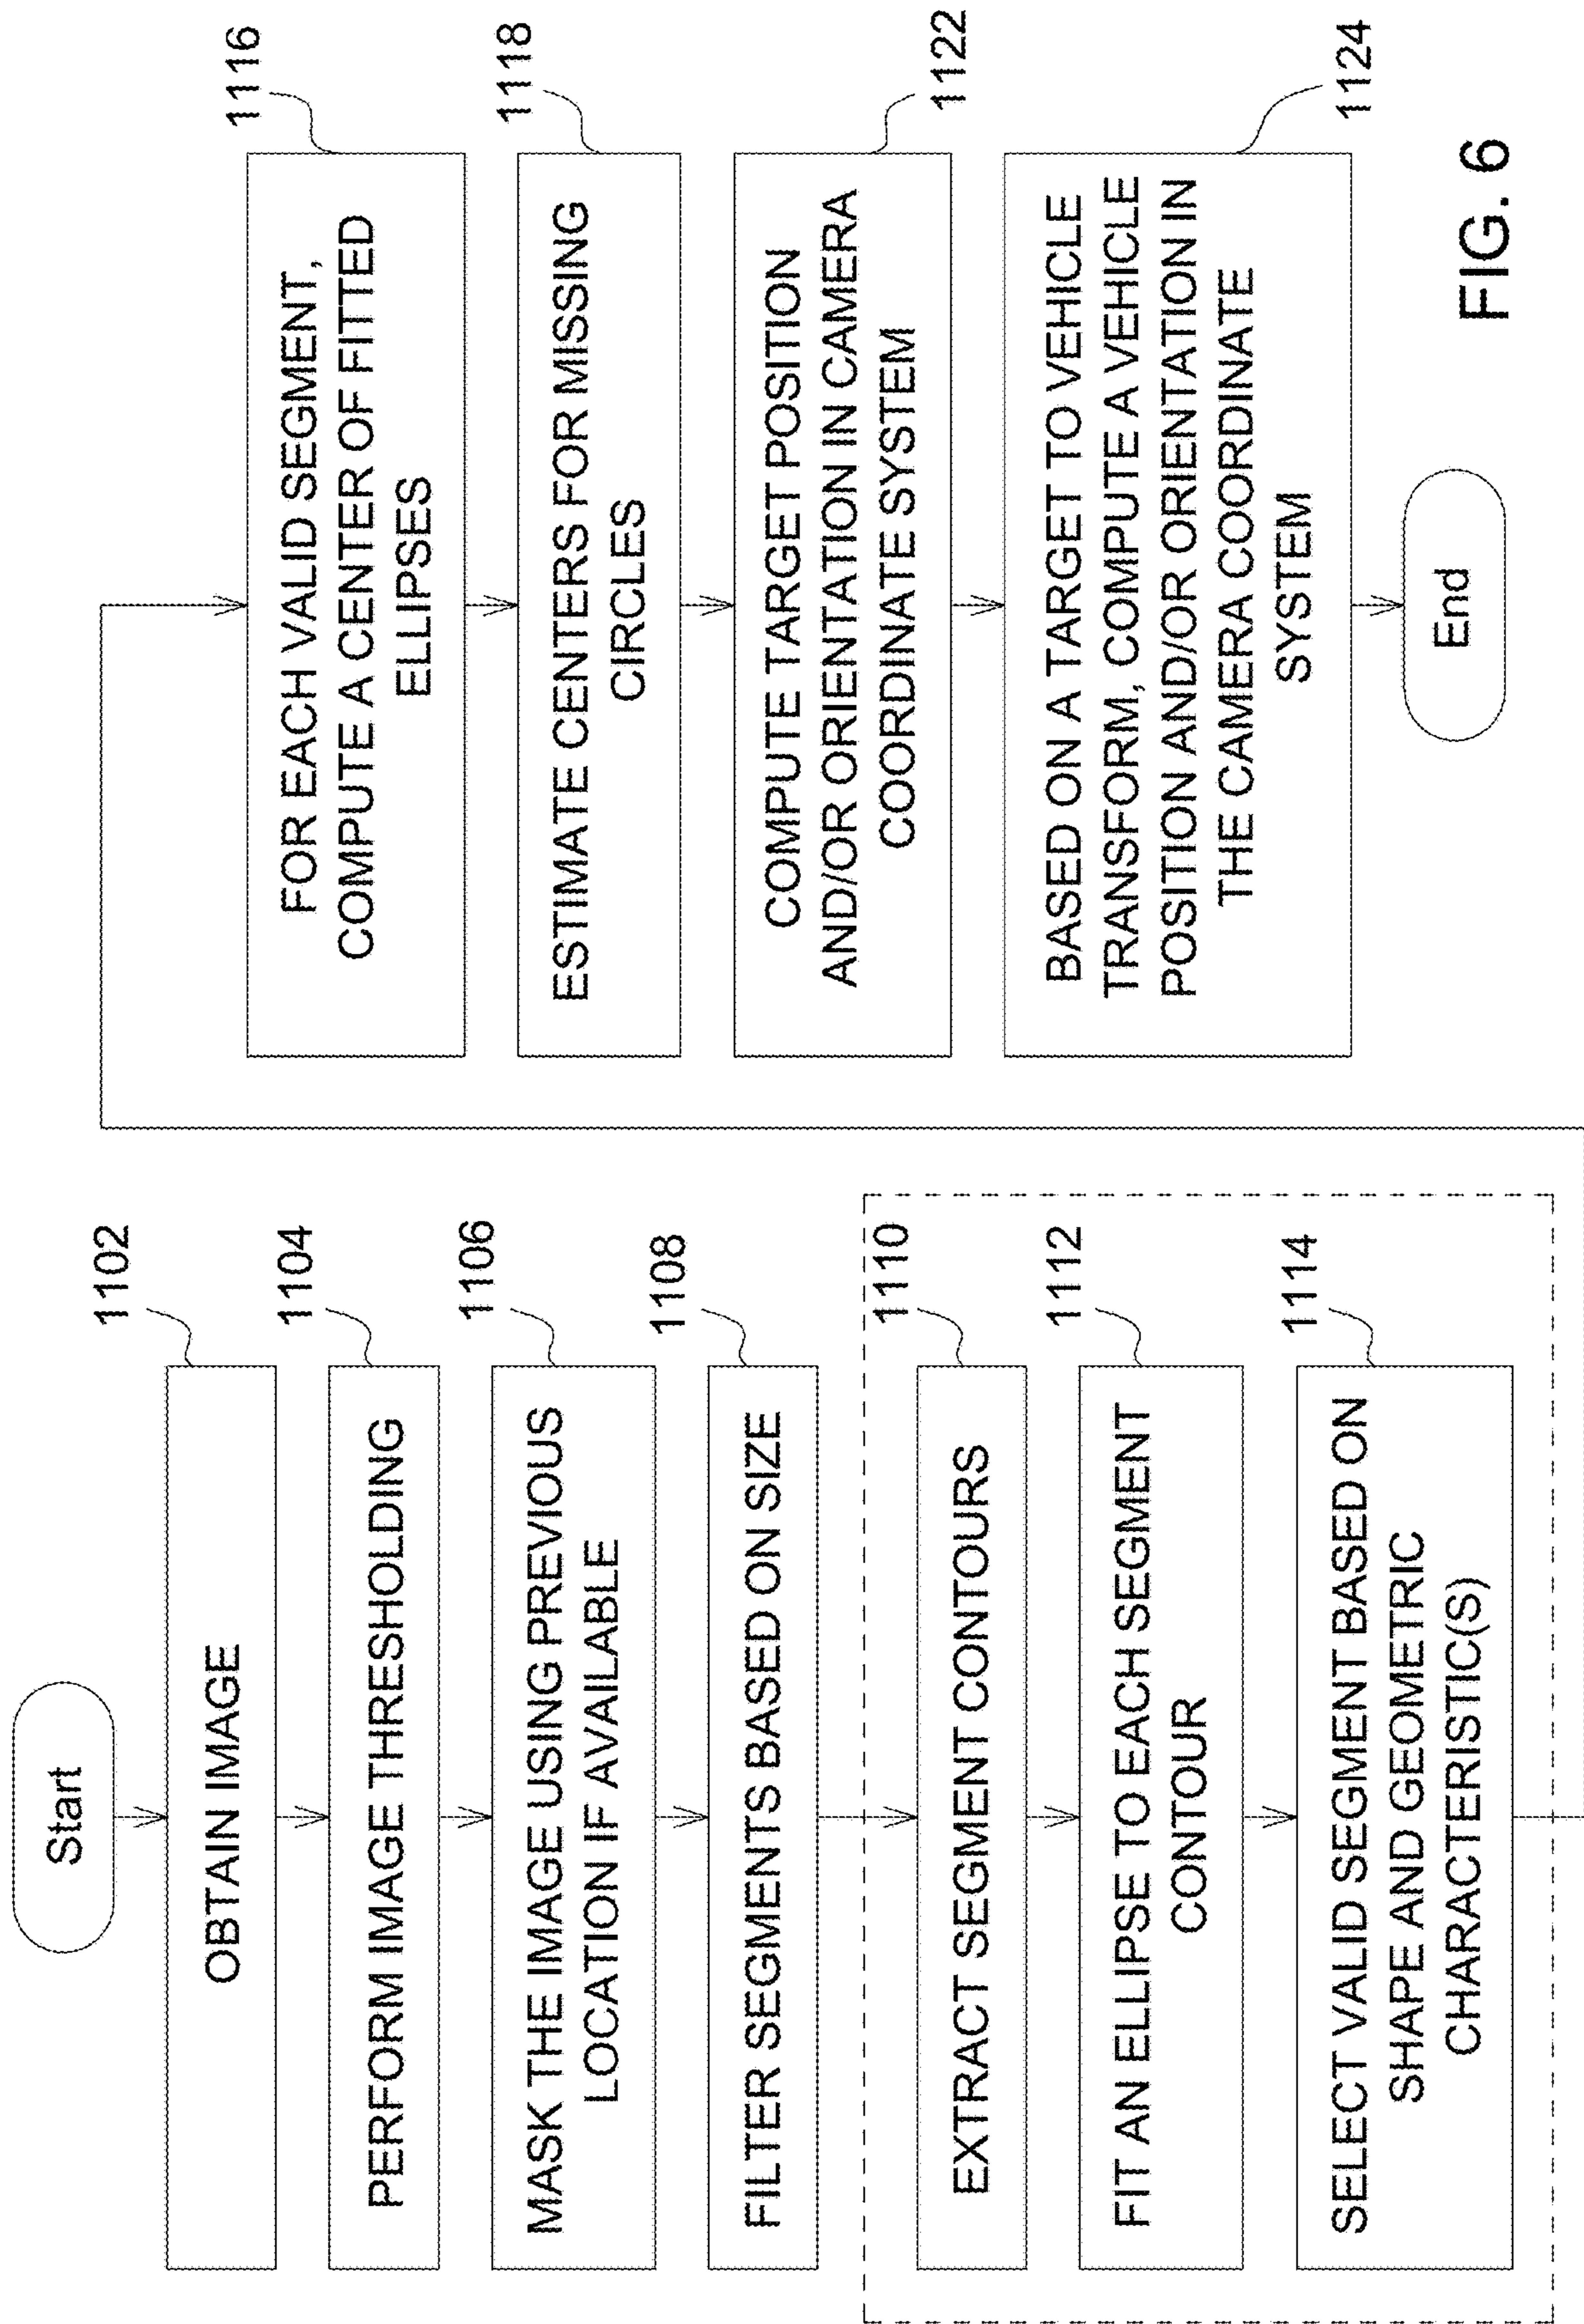 Start
1102
OBTAIN IMAGE
1104
PERFORM IMAGE THRESHOLDING
1106
MASK THE IMAGE USING PREVIOUS
LOCATION IF AVAILABLE
1108
FILTER SEGMENTS BASED ON SIZE
1110
EXTRACT SEGMENT CONTOURS
1112
FIT AN ELLIPSE TO EACH SEGMENT
CONTOUR
1114
SELECT VALID SEGMENT BASED ON
SHAPE AND GEOMETRIC
CHARACTERISTIC(S)
1116
FOR EACH VALID SEGMENT,
COMPUTE A CENTER OF FITTED
ELLIPSES
1118
ESTIMATE CENTERS FOR MISSING
CIRCLES
1122
COMPUTE TARGET POSITION
AND/OR ORIENTATION IN CAMERA
COORDINATE SYSTEM
1124
BASED ON A TARGET TO VEHICLE
TRANSFORM, COMPUTE A VEHICLE
POSITION AND/OR ORIENTATION IN
THE CAMERA COORDINATE
SYSTEM
End
FIG. 6